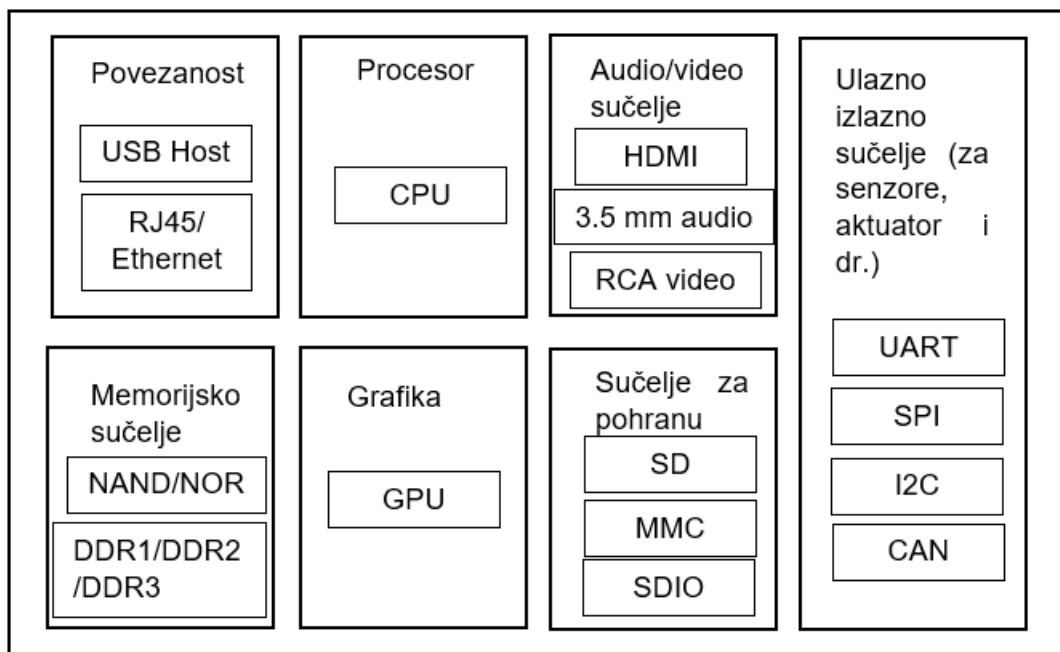 Povezanost
USB Host
RJ45/
Ethernet
Procesor
CPU
Audio/video
sučelje
HDMI
3.5 mm audio
RCA video
Ulazno
izlazno
sučelje (za
senzore,
aktuator i
dr.)
UART
SPI
I2C
CAN
Memorijsko
sučelje
NAND/NOR
DDR1/DDR2
/DDR3
Grafika
GPU
Sučelje za
pohranu
SD
MMC
SDIO